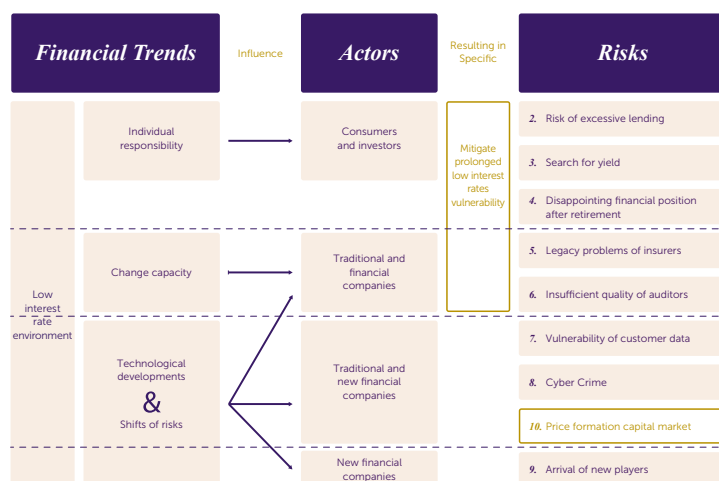 Financial Trends
Influence
Actors
Resulting in
Specific
Risks
Low
interest
rate
environment
Individual
responsibility
Consumers
and investors
Mitigate
prolonged
low interest
rates
vulnerability
2. Risk of excessive lending
3. Search for yield
4. Disappointing financial position
after retirement
Change capacity
Traditional and
financial
companies
5. Legacy problems of insurers
6. Insufficient quality of auditors
Technological
developments
&
Shifts of risks
Traditional and
new financial
companies
7. Vulnerability of customer data
8. Cyber Crime
10. Price formation capital market
New financial
companies
9. Arrival of new players